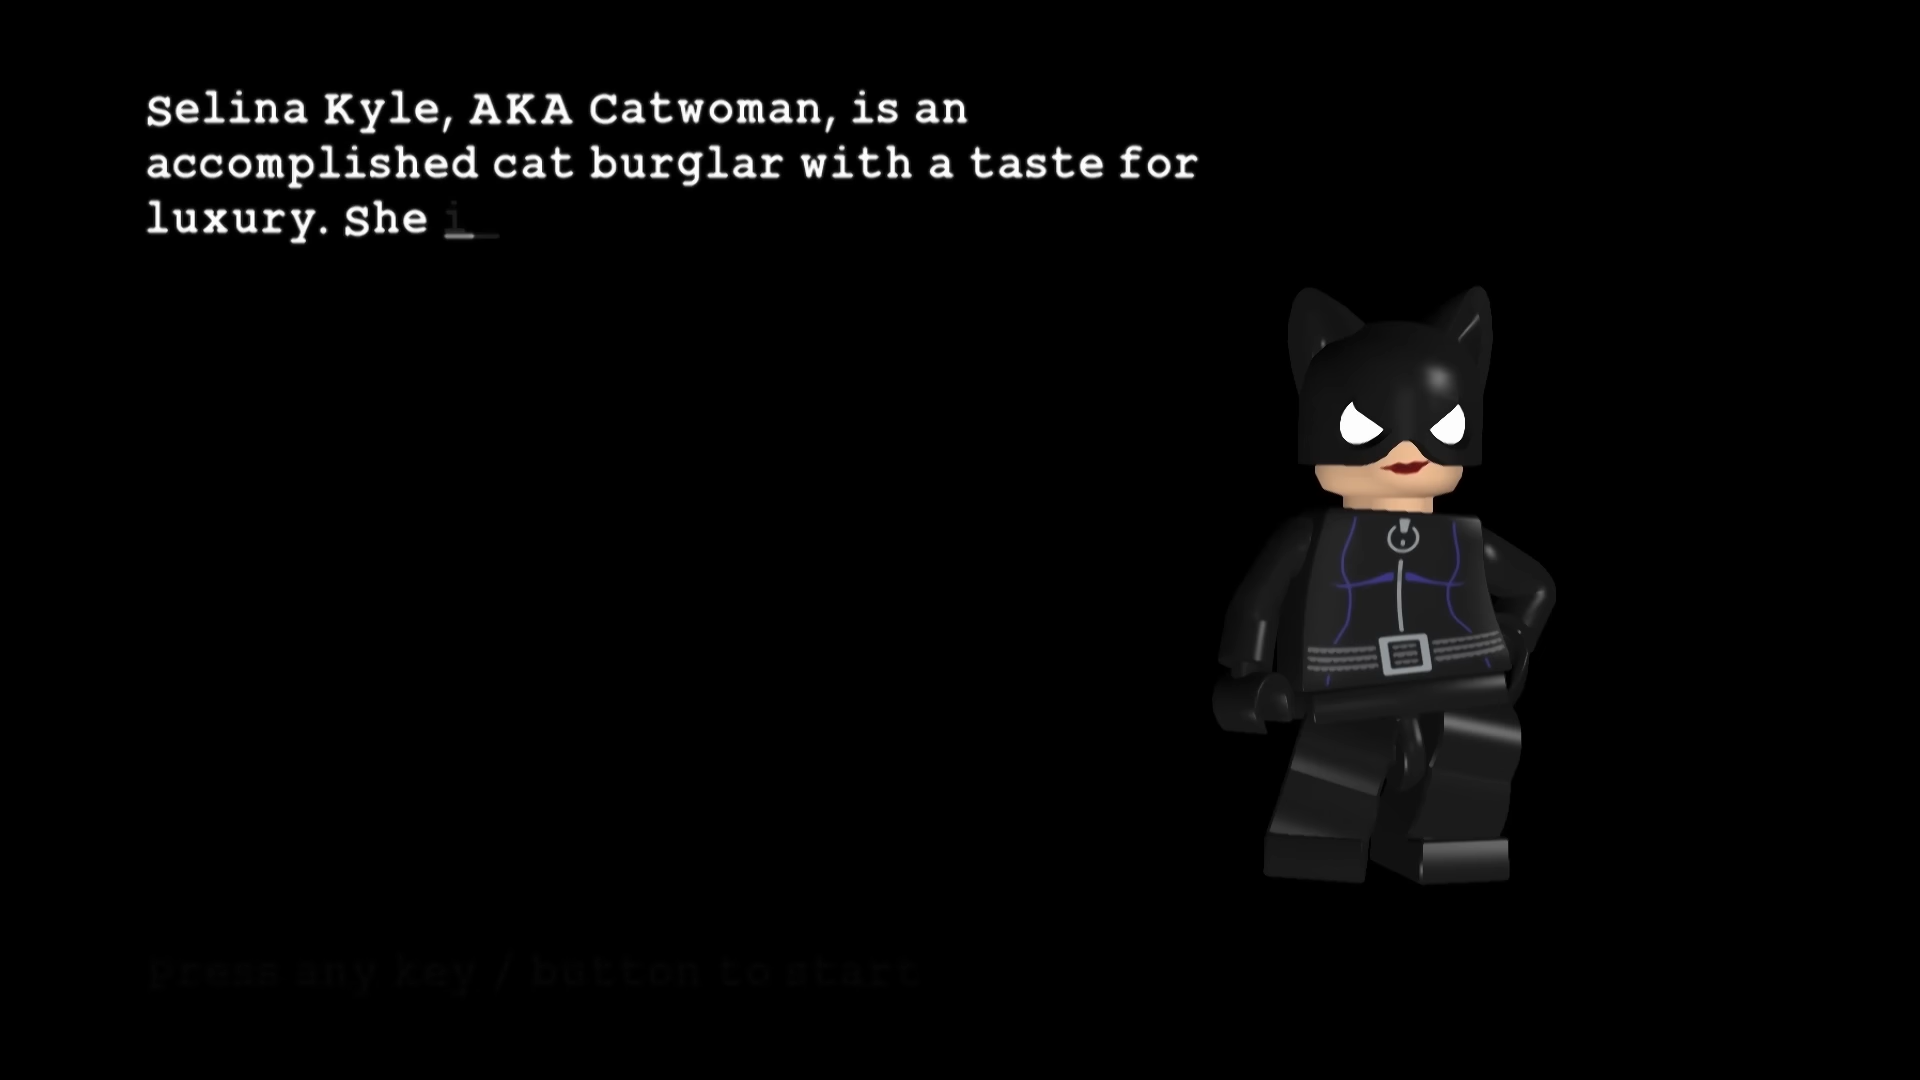 Selina Kyle, AKA Catwoman, is an
accomplished cat burglar with a taste for
luxury. She i_
Press any key / button to start